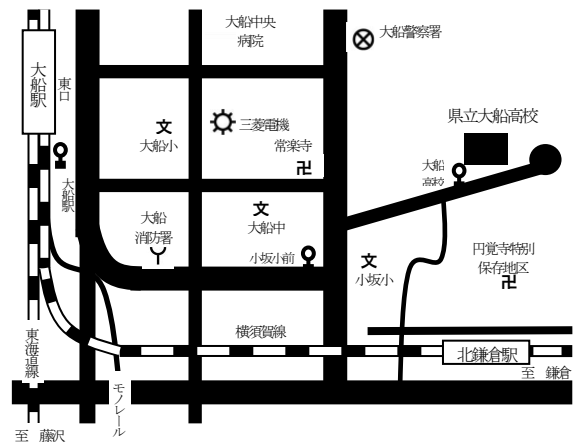 大船中央
病院
大船警察署
大船駅
東口
三菱電機
県立大船高校
文
大船小
常楽寺
卍
大船
高校
大船駅
文
大船中
大船
消防署
小坂小前
円覚寺特別
保存地区
卍
文
小坂小
横須賀線
東海道線
北鎌倉駅
至 鎌倉
モノレール
至 藤沢